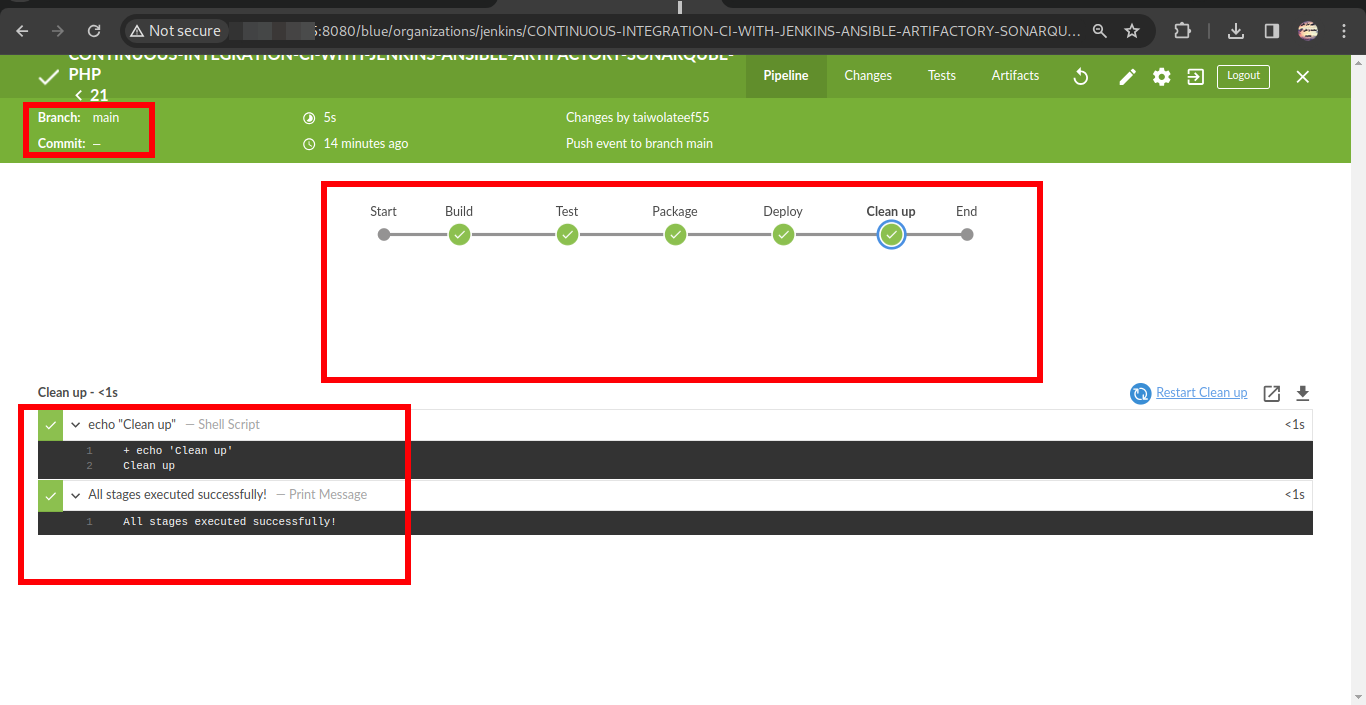 Not secure
5:8080/blue/organizations/jenkins/CONTINUOUS-INTEGRATION-CI-WITH-JENKINS-ANSIBLE-ARTIFACTORY-SONARQU...
CONTINUOUS-INTEGRATION-CI-WITH-JENKINS-ANSIBLE-ARTIFACTORY-SONARQUBE-
PHP
< 21
Pipeline
Changes
Tests
Artifacts
Logout
Branch: main
5s
Changes by taiwolateef55
Commit: –
14 minutes ago
Push event to branch main
Start
Build
Test
Package
Deploy
Clean up
End
Clean up - <1s
Restart Clean up
echo "Clean up" — Shell Script
<1s
1 + echo 'Clean up'
2 Clean up
All stages executed successfully! — Print Message
<1s
1 All stages executed successfully!